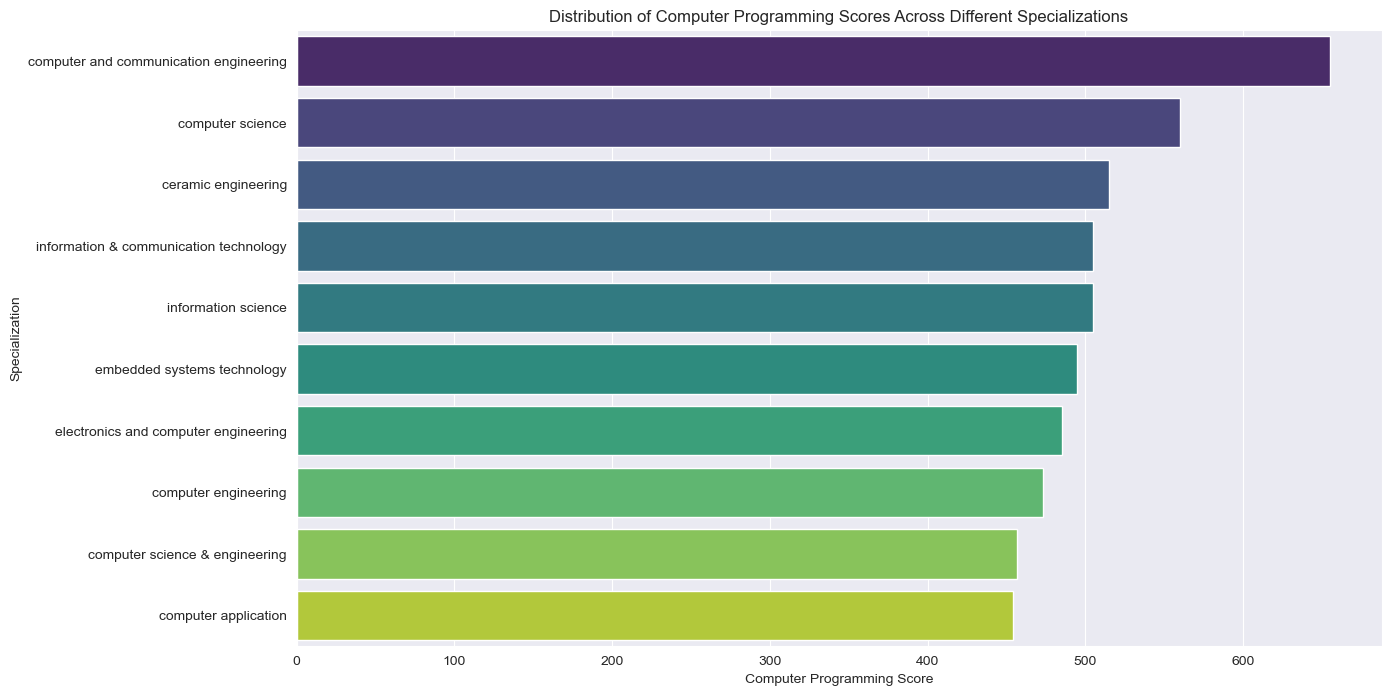 Distribution of Computer Programming Scores Across Different Specializations
Specialization
computer and communication engineering
computer science
ceramic engineering
information & communication technology
information science
embedded systems technology
electronics and computer engineering
computer engineering
computer science & engineering
computer application
0 100 200 300 400 500 600
Computer Programming Score